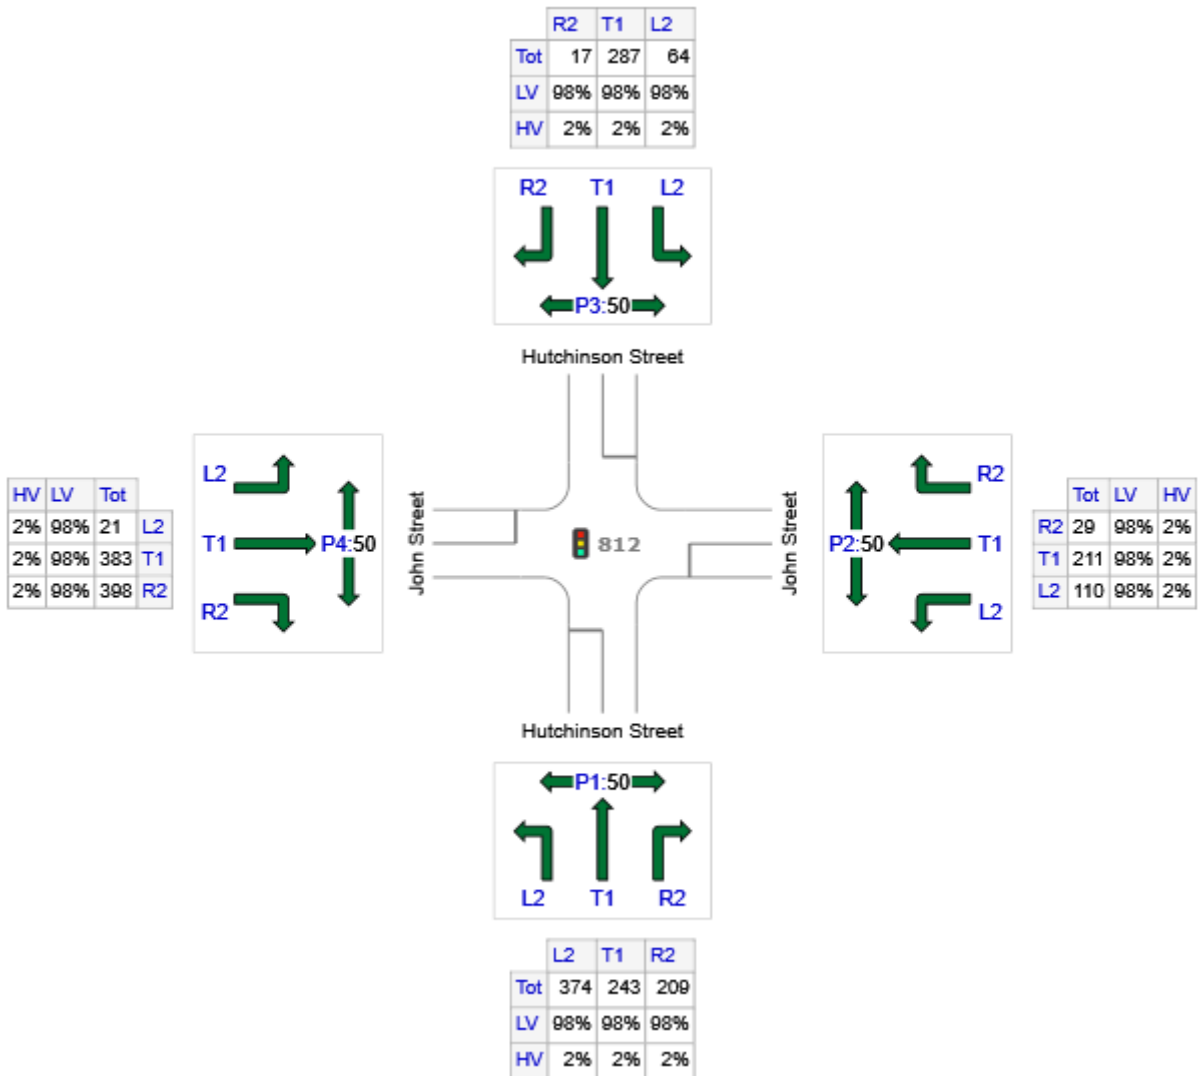 R2 T1 L2
Tot 17 287 64
LV 98% 98% 98%
HV 2% 2% 2%
R2 T1 L2
P3:50
Hutchinson Street
HV LV Tot
2% 98% 21 L2
2% 98% 383 T1
2% 98% 398 R2
L2
T1
P4:50
R2
John Street
812
John Street
R2
P2:50
T1
L2
Tot LV HV
R2 29 98% 2%
T1 211 98% 2%
L2 110 98% 2%
Hutchinson Street
P1:50
L2 T1 R2
L2 T1 R2
Tot 374 243 209
LV 98% 98% 98%
HV 2% 2% 2%